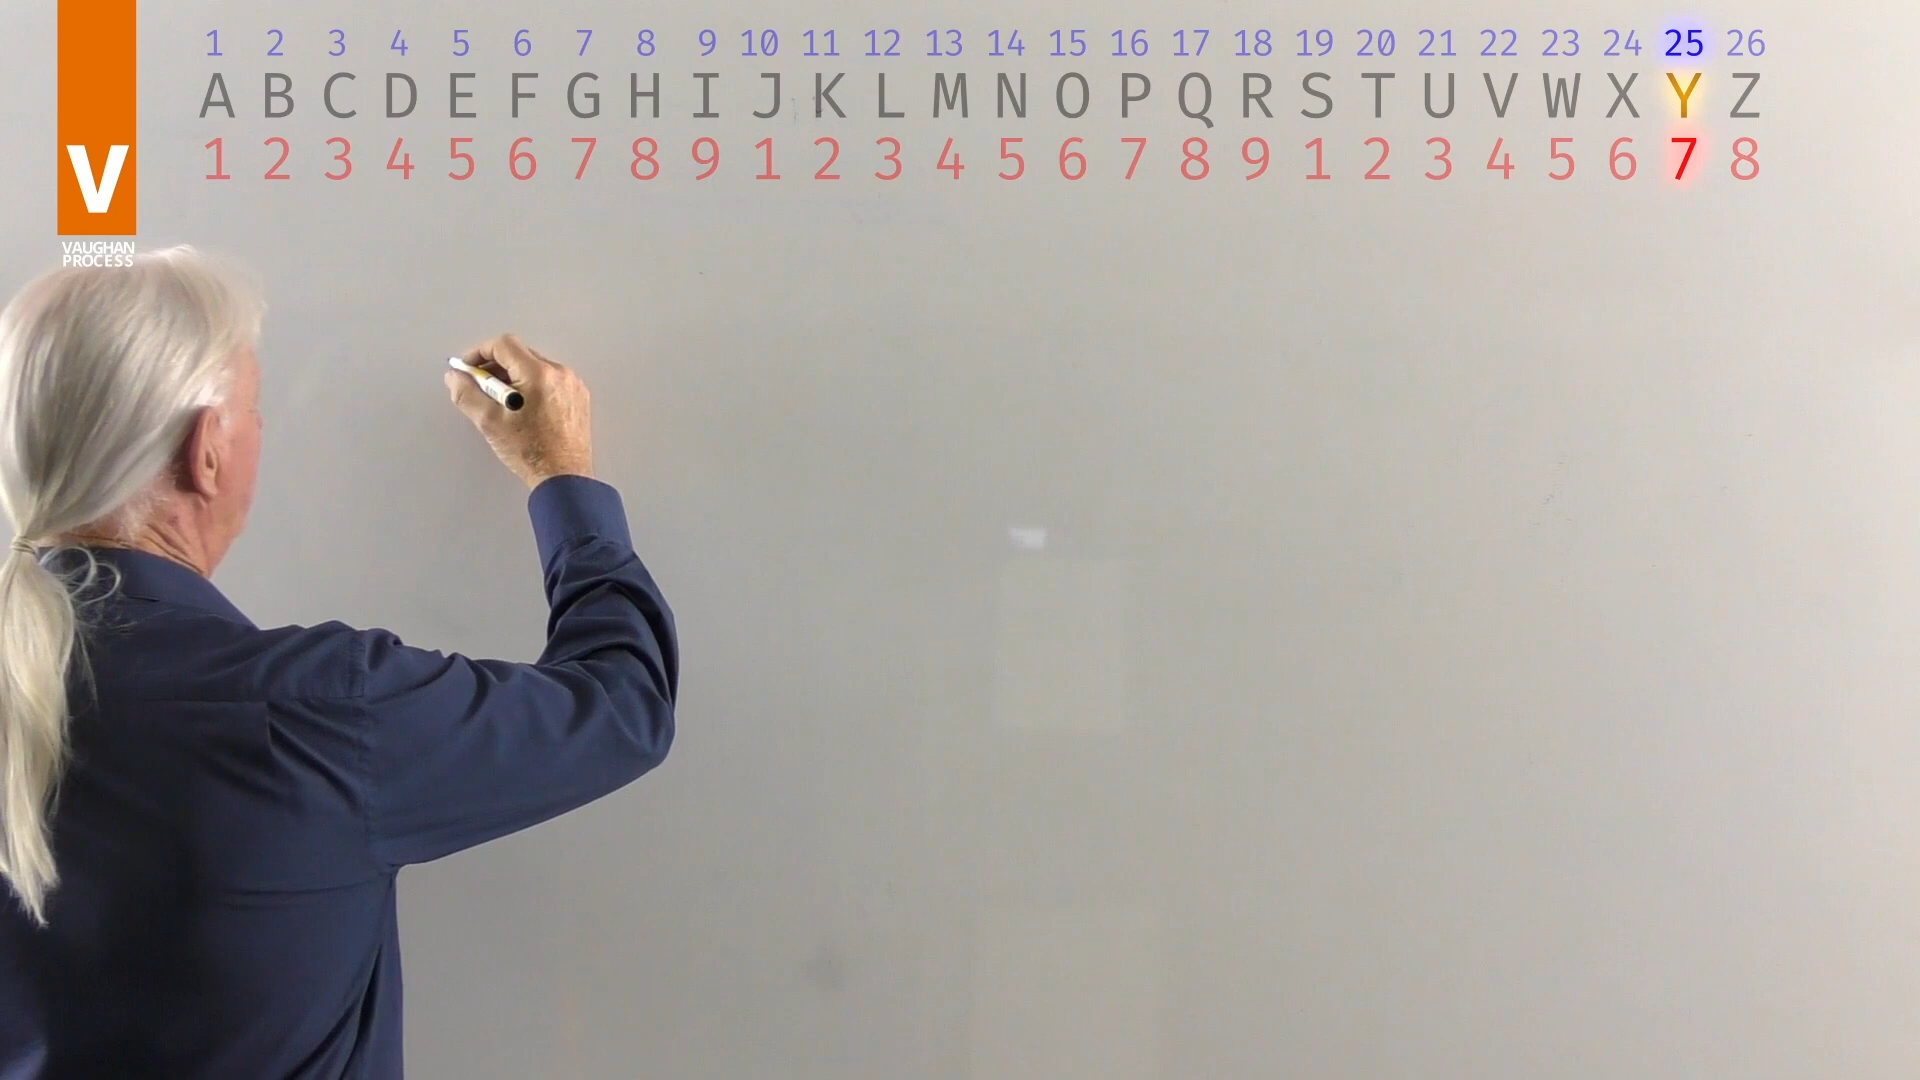 1 2 3 4 5 6 7 8 9 10 11 12 13 14 15 16 17 18 19 20 21 22 23 24 25 26
A B C D E F G H I J K L M N O P Q R S T U V W X Y Z
1 2 3 4 5 6 7 8 9 1 2 3 4 5 6 7 8 9 1 2 3 4 5 6 7 8
V
VAUGHAN
PROCESS